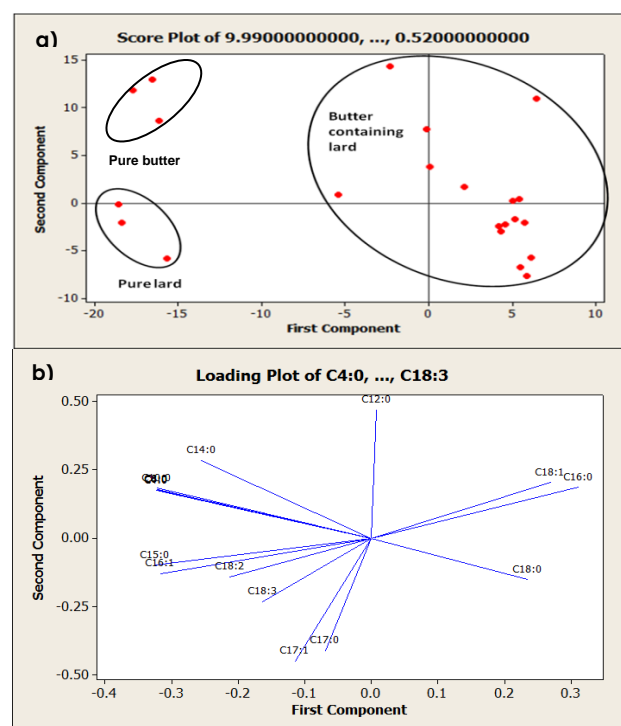 a)
Score Plot of 9.99000000000, ..., 0.52000000000
15
10
5
0
-5
-10
Second Component
Pure butter
Pure lard
Butter
containing
lard
-20
-15
-10
-5
0
5
10
First Component
b)
Loading Plot of C4:0, ..., C18:3
0.50
0.25
0.00
-0.25
-0.50
Second Component
C12:0
C14:0
C18:1
C16:0
C15:0
C16:1
C18:2
C18:3
C18:0
C17:0
C17:1
-0.4
-0.3
-0.2
-0.1
0.0
0.1
0.2
0.3
First Component